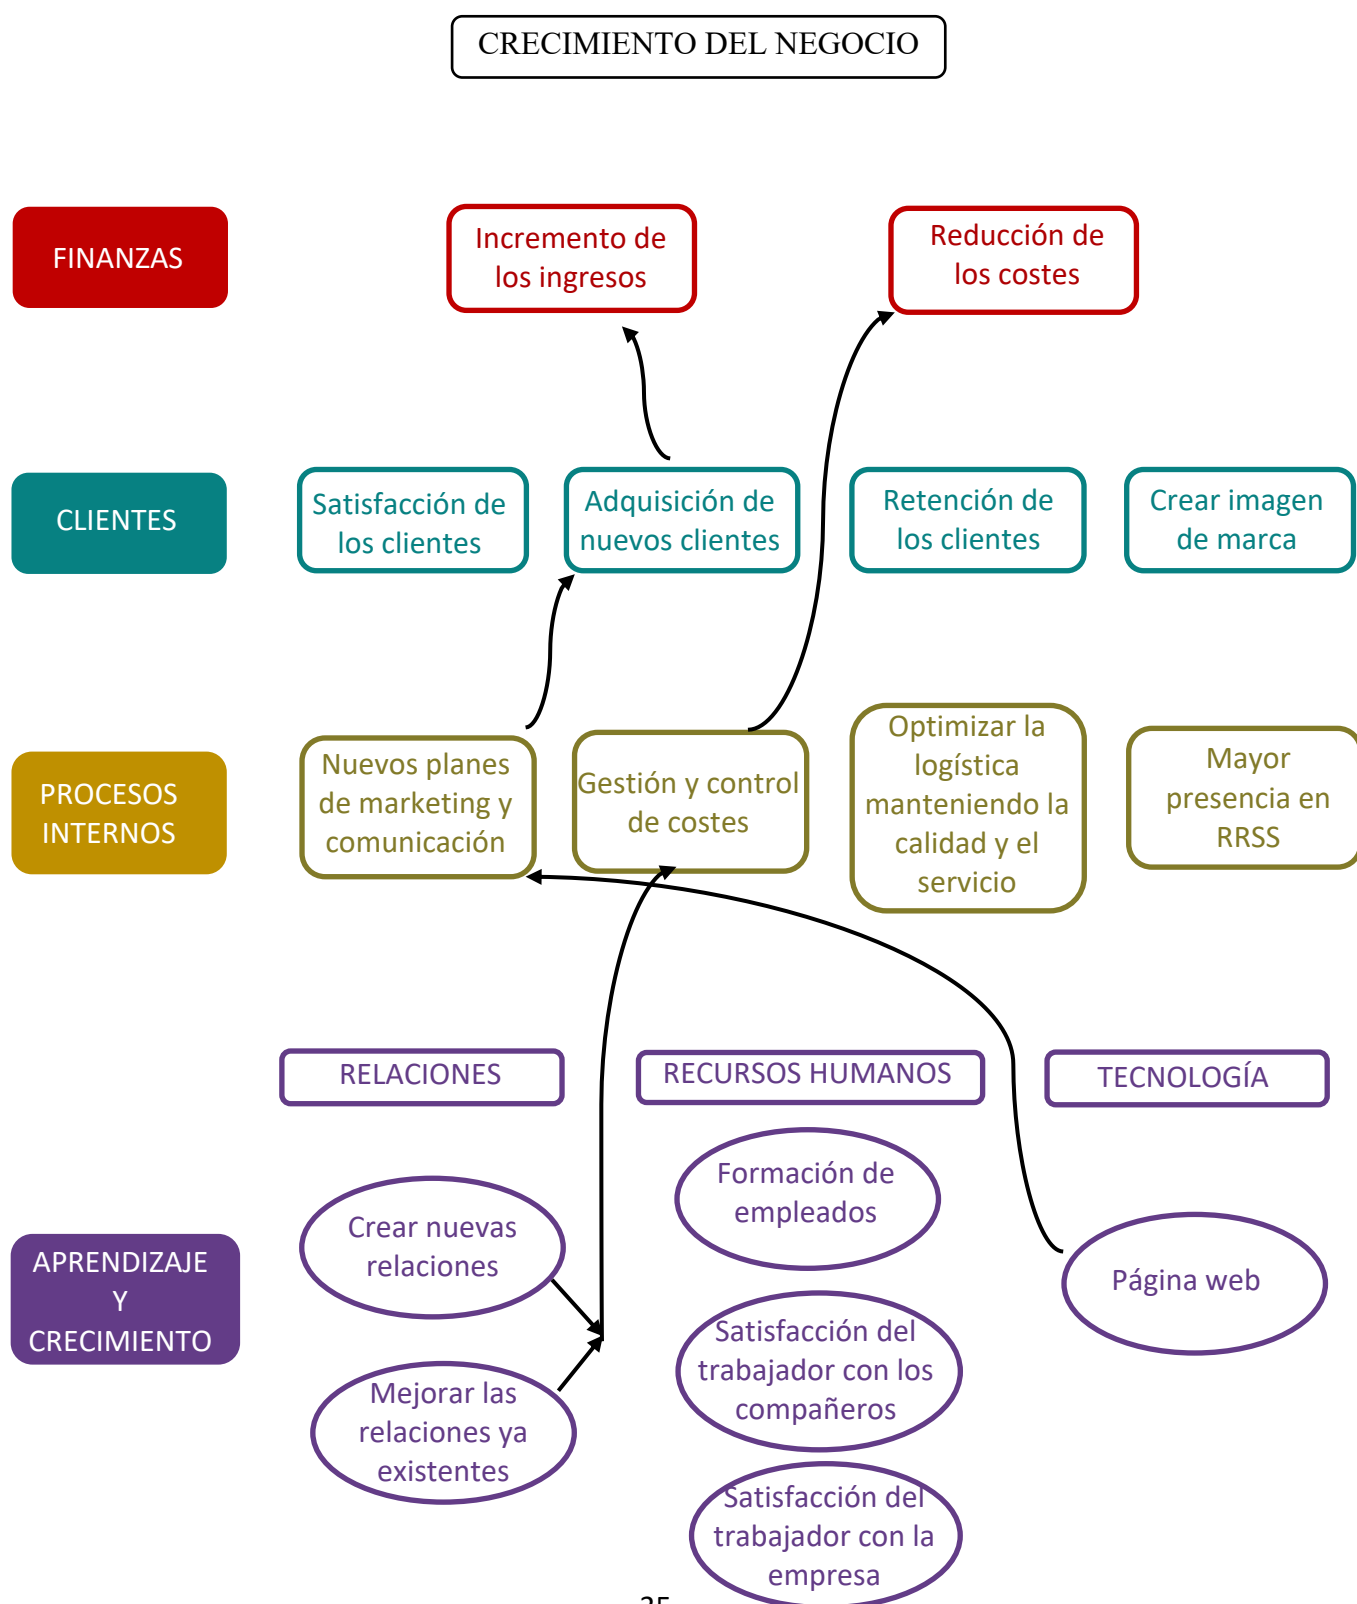 CRECIMIENTO DEL NEGOCIO
FINANZAS
Incremento de
los ingresos
Reducción de
los costes
CLIENTES
Satisfacción de
los clientes
Adquisición de
nuevos clientes
Retención de
los clientes
Crear imagen
de marca
PROCESOS
INTERNOS
Nuevos planes
de marketing y
comunicación
Gestión y control
de costes
Optimizar la
logística
manteniendo la
calidad y el
servicio
Mayor
presencia en
RRSS
RELACIONES
RECURSOS HUMANOS
TECNOLOGÍA
APRENDIZAJE
Y
CRECIMIENTO
Crear nuevas
relaciones
Mejorar las
relaciones ya
existentes
Formación de
empleados
Satisfacción del
trabajador con los
compañeros
Satisfacción del
trabajador con la
empresa
Página web